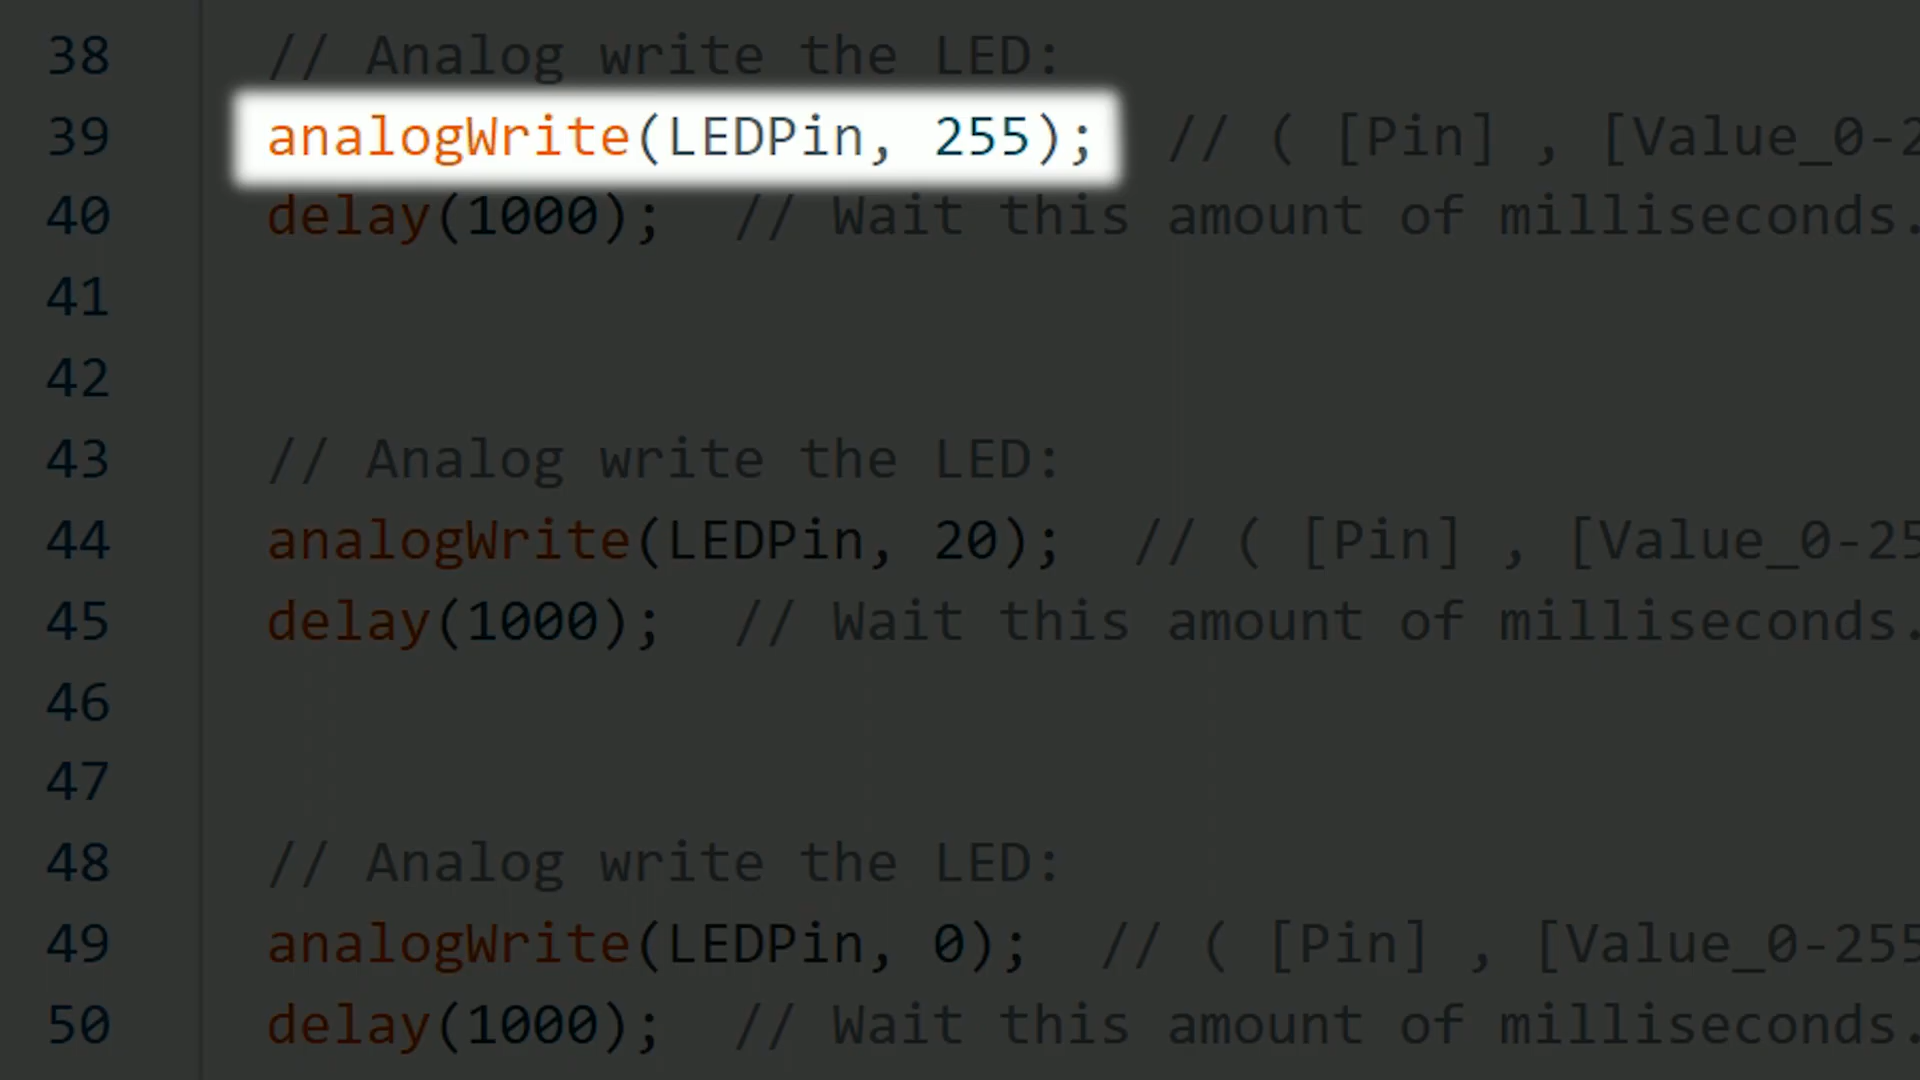 38 // Analog write the LED:
39 analogWrite(LEDPin, 255); // ( [Pin] , [Value_0-2
40 delay(1000); // Wait this amount of milliseconds.
41
42
43 // Analog write the LED:
44 analogWrite(LEDPin, 20); // ( [Pin] , [Value_0-25
45 delay(1000); // Wait this amount of milliseconds.
46
47
48 // Analog write the LED:
49 analogWrite(LEDPin, 0); // ( [Pin] , [Value_0-255
50 delay(1000); // Wait this amount of milliseconds.